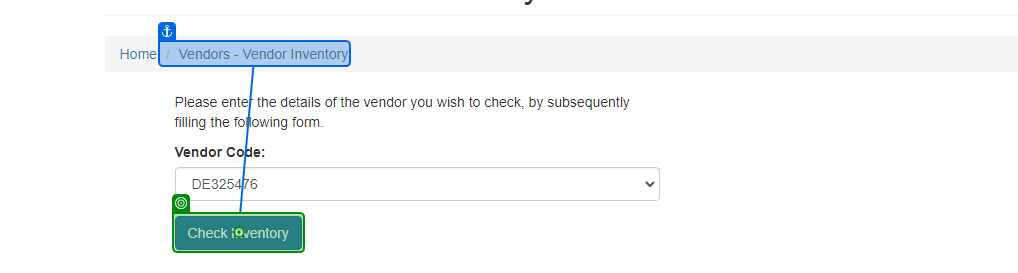 Home / Vendors - Vendor Inventory
Please enter the details of the vendor you wish to check, by subsequently
filling the following form.
Vendor Code:
DE325476
Check Inventory